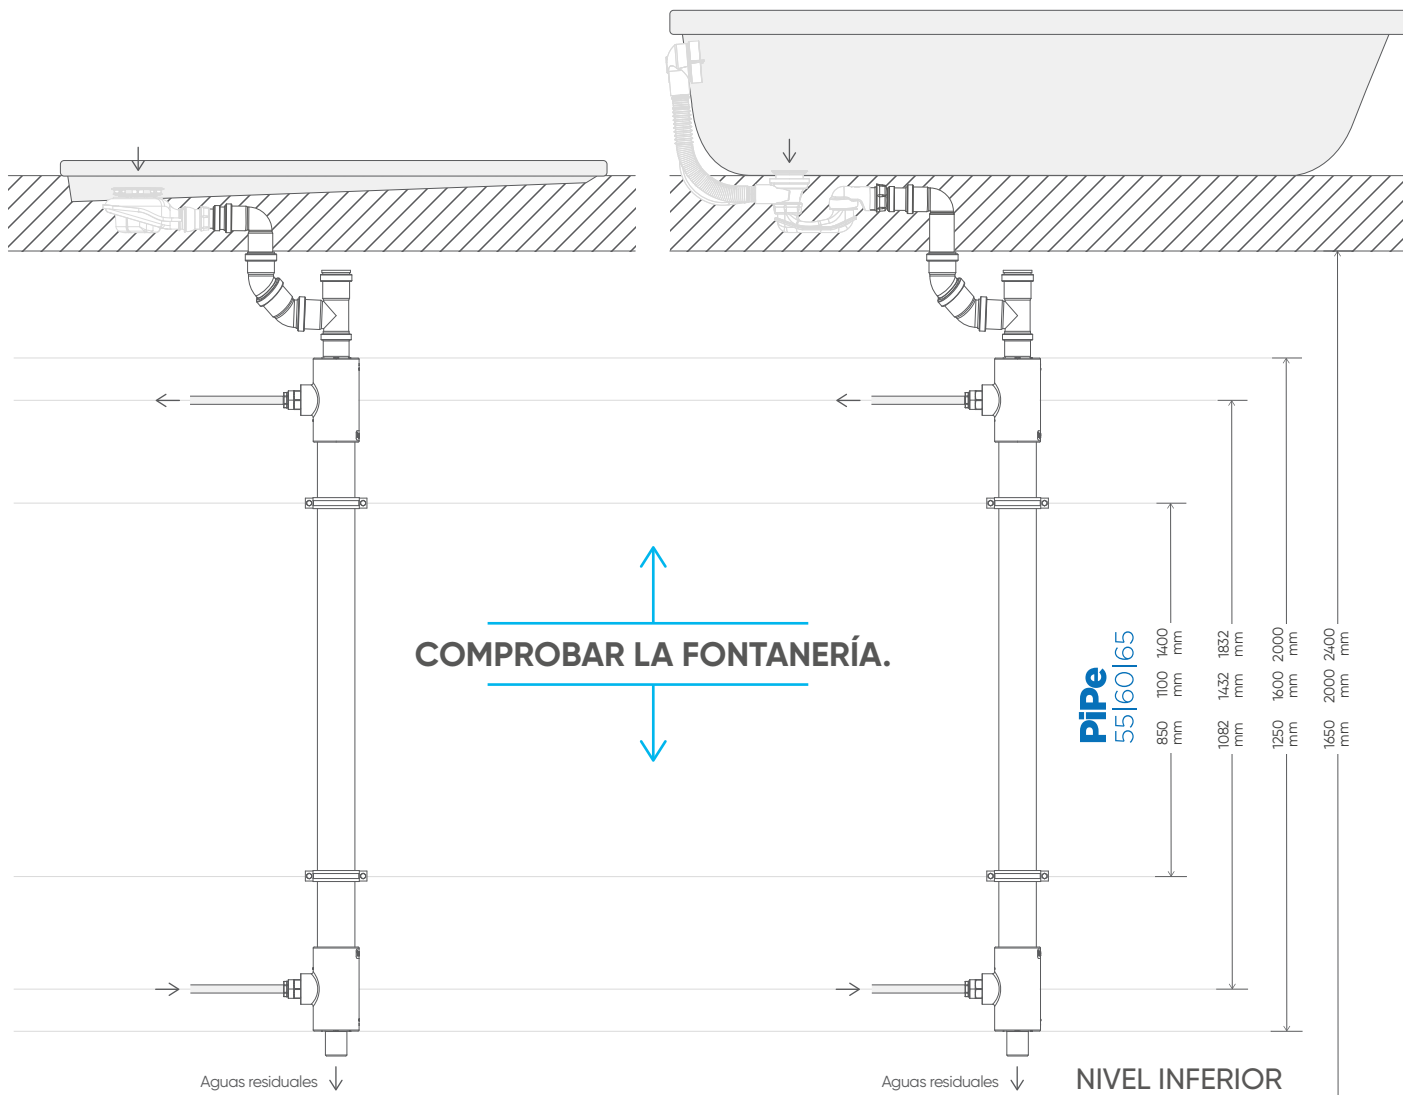 COMPROBAR LA FONTANERÍA.
PiPe
55|60|65
850 mm 1100 mm 1400 mm
1082 mm 1432 mm 1832 mm
1250 mm 1600 mm 2000 mm
1650 mm 2000 mm 2400 mm
Aguas residuales
Aguas residuales
NIVEL INFERIOR